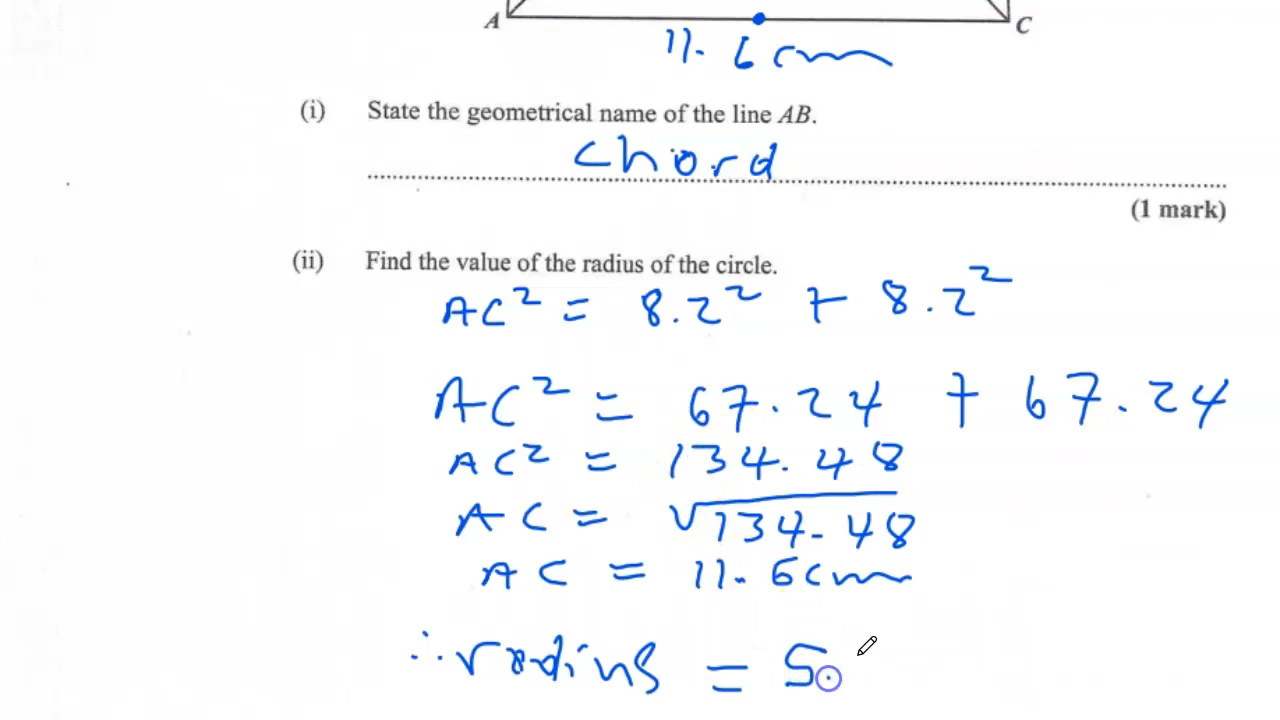 A C
11.6cm
(i) State the geometrical name of the line AB.
chord
(1 mark)
(ii) Find the value of the radius of the circle.
AC² = 8.2² + 8.2²
AC² = 67.24 + 67.24
AC² = 134.48
AC = √134.48
AC = 11.6cm
∴ radius = 5.